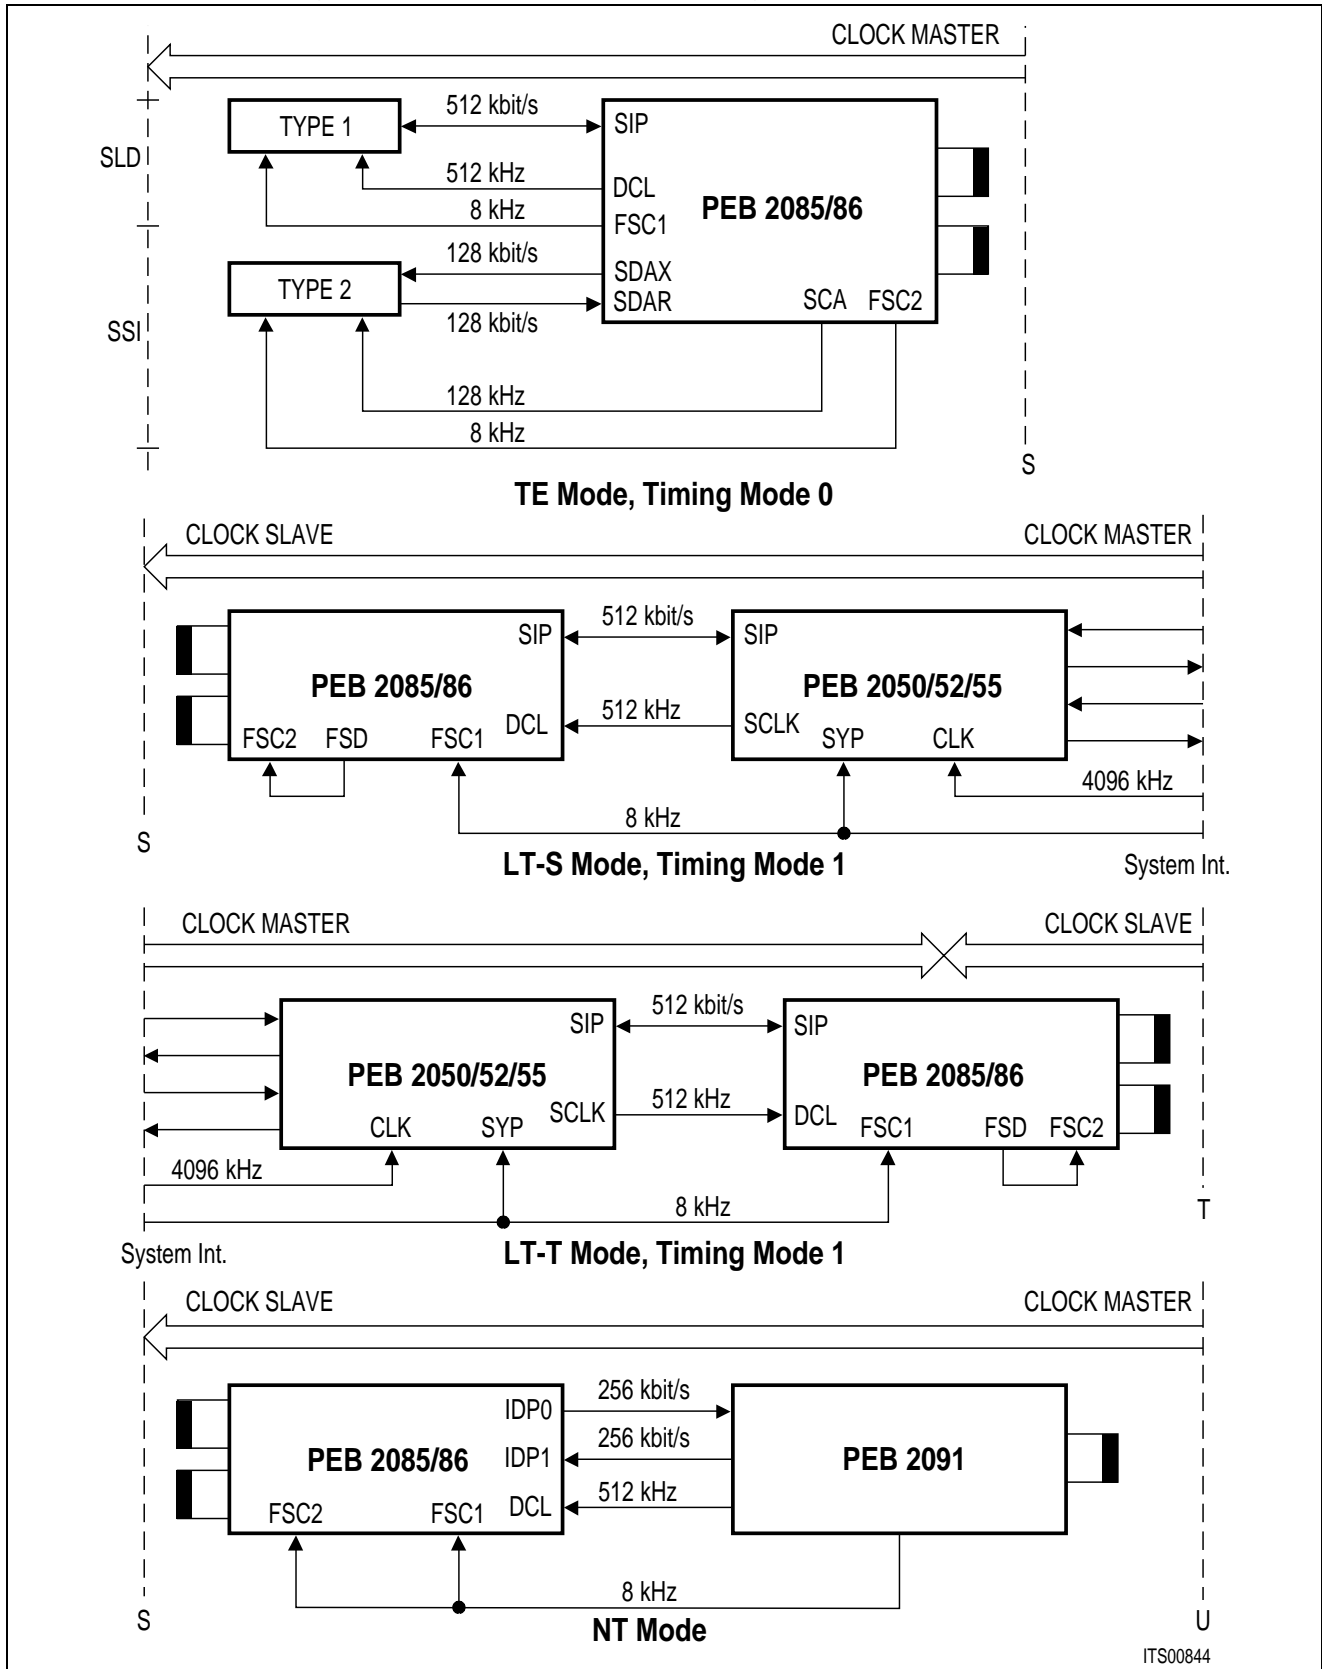 CLOCK MASTER
512 kbit/s
TYPE 1
SIP
SLD
512 kHz
DCL
PEB 2085/86
8 kHz
FSC1
128 kbit/s
SDAX
TYPE 2
SDAR
SCA
FSC2
SSI
128 kbit/s
128 kHz
8 kHz
S
TE Mode, Timing Mode 0
CLOCK SLAVE
CLOCK MASTER
512 kbit/s
SIP
SIP
PEB 2085/86
PEB 2050/52/55
512 kHz
DCL
SCLK
FSC2
FSD
FSC1
SYP
CLK
4096 kHz
8 kHz
S
LT-S Mode, Timing Mode 1
System Int.
CLOCK MASTER
CLOCK SLAVE
512 kbit/s
SIP
SIP
PEB 2050/52/55
PEB 2085/86
512 kHz
SCLK
DCL
CLK
SYP
FSC1
FSD
FSC2
4096 kHz
8 kHz
T
System Int.
LT-T Mode, Timing Mode 1
CLOCK SLAVE
CLOCK MASTER
256 kbit/s
IDP0
256 kbit/s
PEB 2085/86
IDP1
PEB 2091
512 kHz
FSC2
FSC1
DCL
8 kHz
S
NT Mode
U
ITS00844